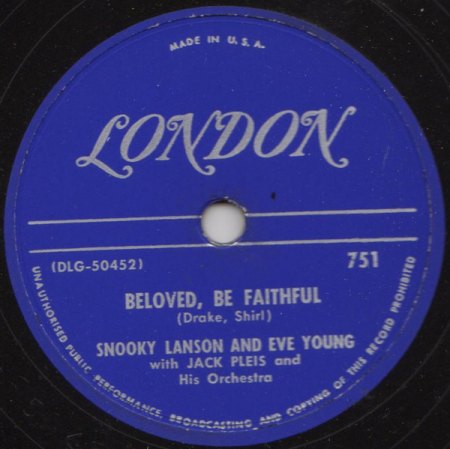 MADE IN U.S.A.
LONDON
(DLG-50452)
751
BELOVED, BE FAITHFUL
(Drake, Shirl)
SNOOKY LANSON AND EVE YOUNG
with JACK PLEIS and
His Orchestra
UNAUTHORISED PUBLIC PERFORMANCE, BROADCASTING AND COPYING OF THIS RECORD PROHIBITED